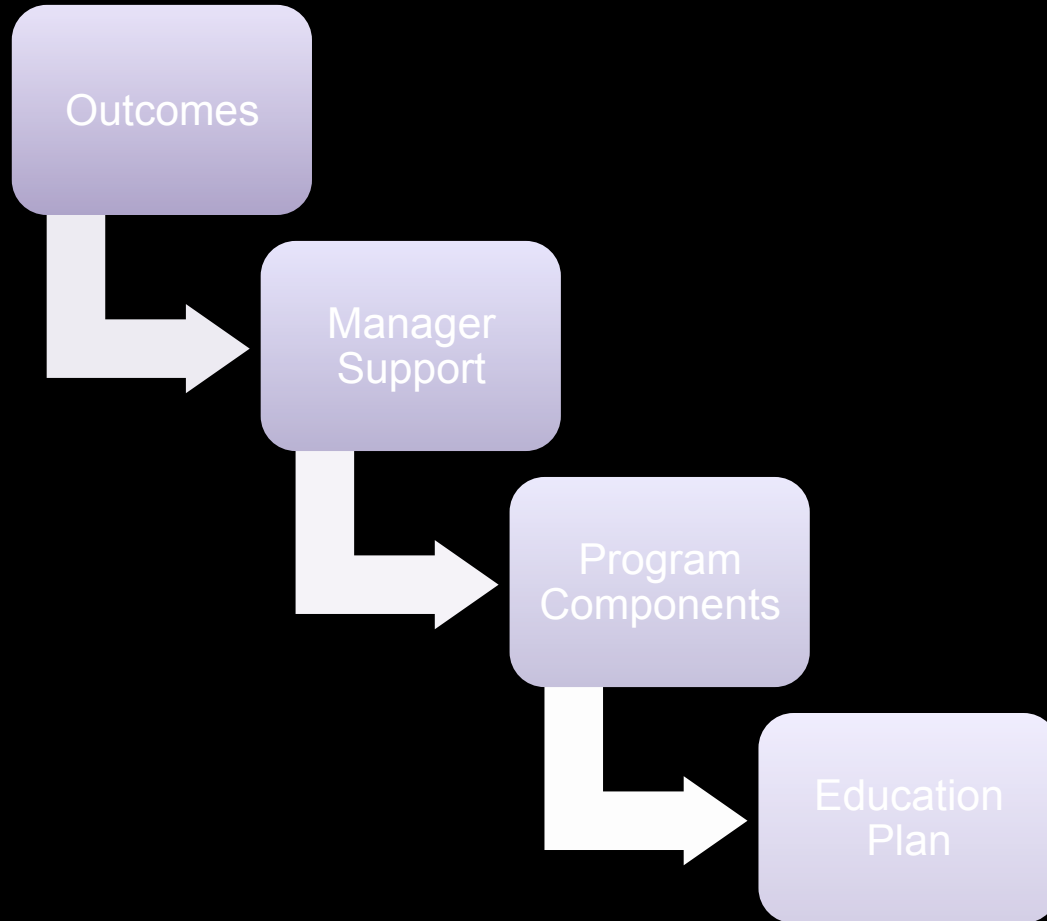 Outcomes
Manager
Support
Program
Components
Education
Plan